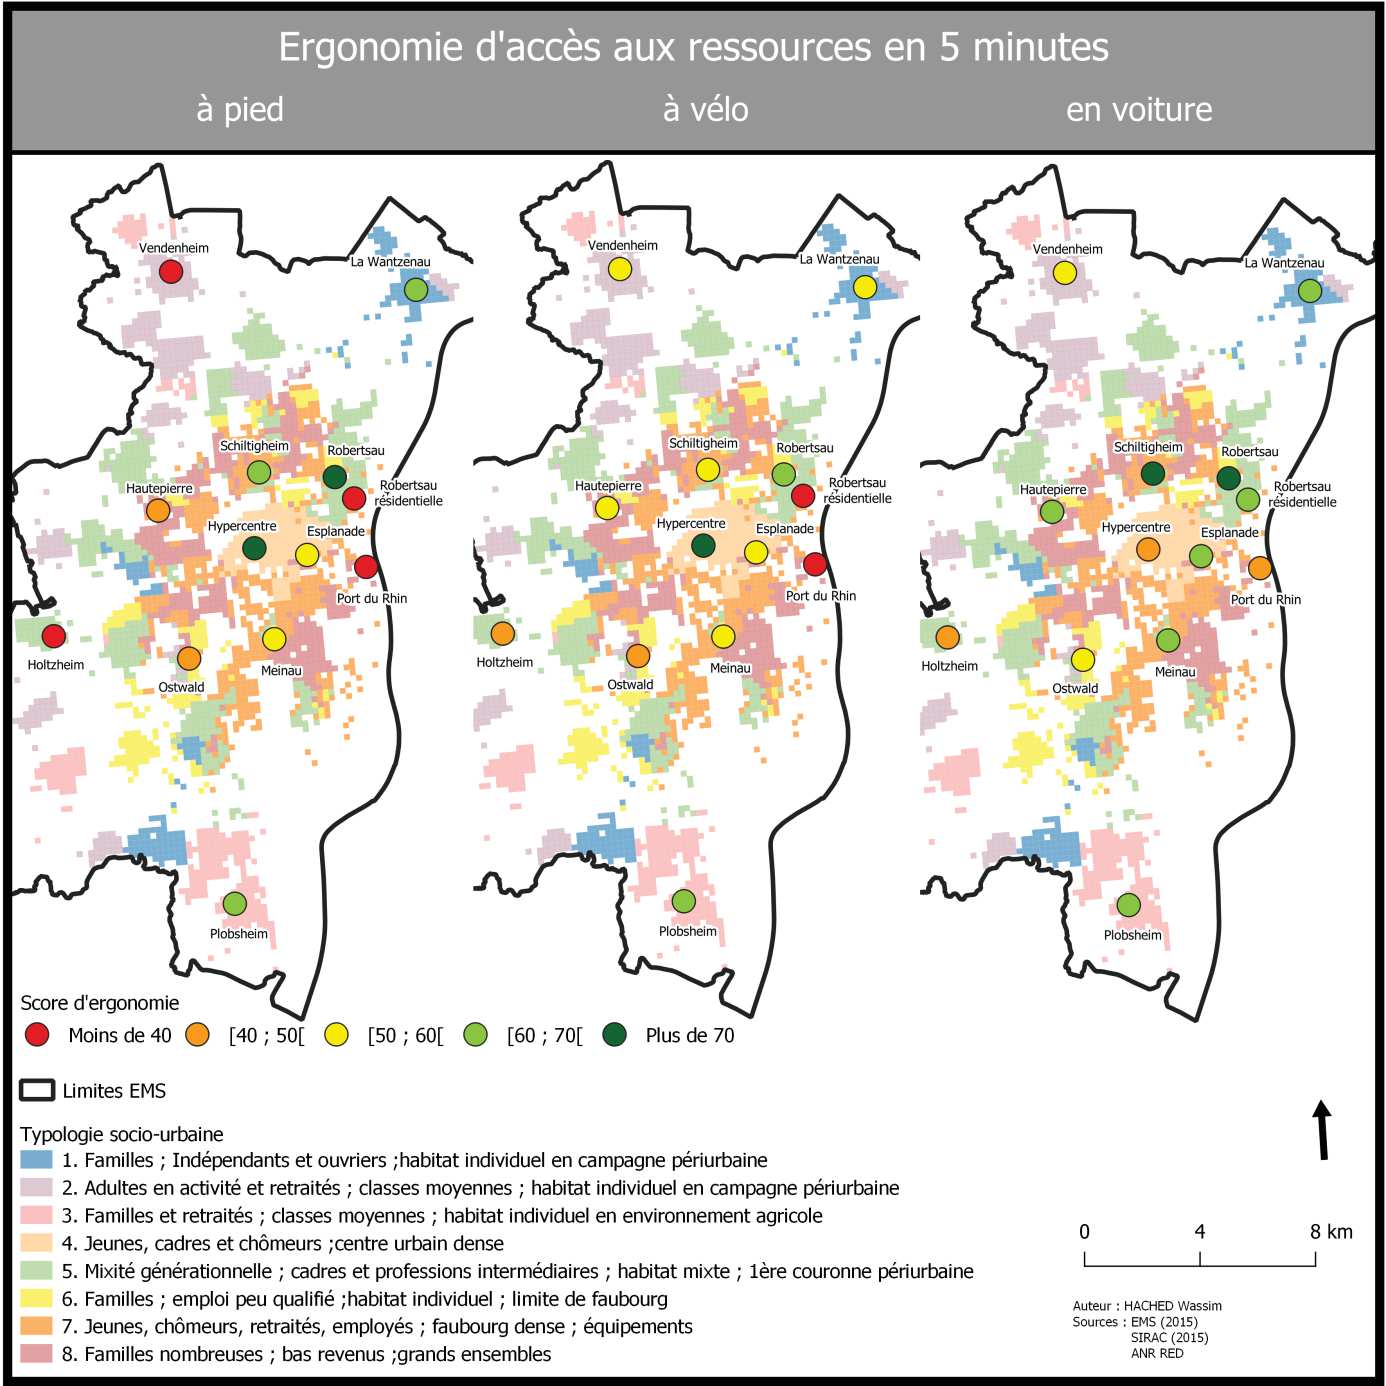 Ergonomie d'accès aux ressources en 5 minutes
à pied
à vélo
en voiture
Vendenheim
La Wantzenau
Schiltigheim
Robertsau
Hautepierre
Robertsau
résidentielle
Hypercentre
Esplanade
Port du Rhin
Holtzheim
Ostwald
Meinau
Plobsheim
Vendenheim
La Wantzenau
Schiltigheim
Robertsau
Hautepierre
Robertsau
résidentielle
Hypercentre
Esplanade
Port du Rhin
Holtzheim
Ostwald
Meinau
Plobsheim
Vendenheim
La Wantzenau
Schiltigheim
Robertsau
Hautepierre
Robertsau
résidentielle
Hypercentre
Esplanade
Port du Rhin
Holtzheim
Ostwald
Meinau
Plobsheim
Score d'ergonomie
Moins de 40 [40 ; 50[ [50 ; 60[ [60 ; 70[ Plus de 70
Limites EMS
Typologie socio-urbaine
1. Familles ; Indépendants et ouvriers ;habitat individuel en campagne périurbaine
2. Adultes en activité et retraités ; classes moyennes ; habitat individuel en campagne périurbaine
3. Familles et retraités ; classes moyennes ; habitat individuel en environnement agricole
4. Jeunes, cadres et chômeurs ;centre urbain dense
5. Mixité générationnelle ; cadres et professions intermédiaires ; habitat mixte ; 1ère couronne périurbaine
6. Familles ; emploi peu qualifié ;habitat individuel ; limite de faubourg
7. Jeunes, chômeurs, retraités, employés ; faubourg dense ; équipements
8. Familles nombreuses ; bas revenus ;grands ensembles
0 4 8 km
Auteur : HACHED Wassim
Sources : EMS (2015)
SIRAC (2015)
ANR RED